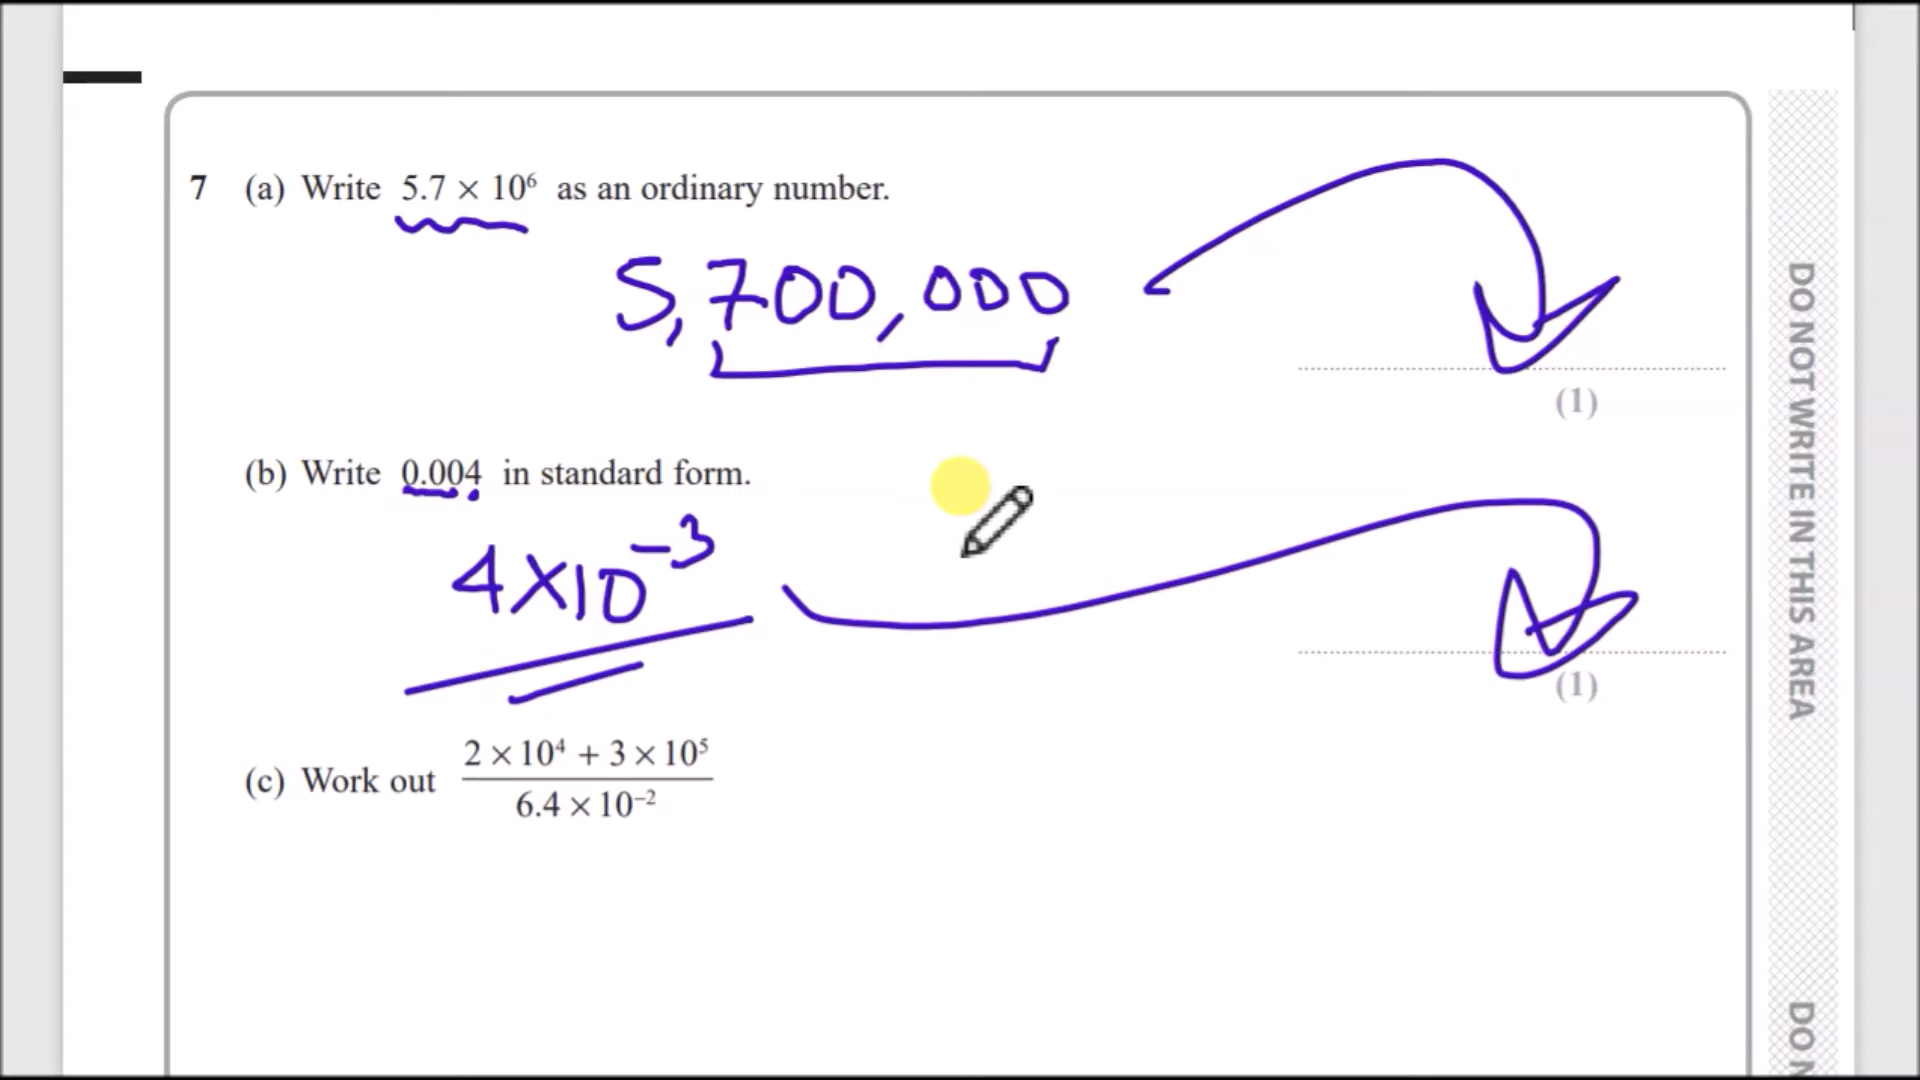 7 (a) Write 5.7 × 10⁶ as an ordinary number.
5,700,000
(1)
(b) Write 0.004 in standard form.
4×10⁻³
(1)
(c) Work out (2 × 10⁴ + 3 × 10⁵) / (6.4 × 10⁻²)
DO NOT WRITE IN THIS AREA
DO N